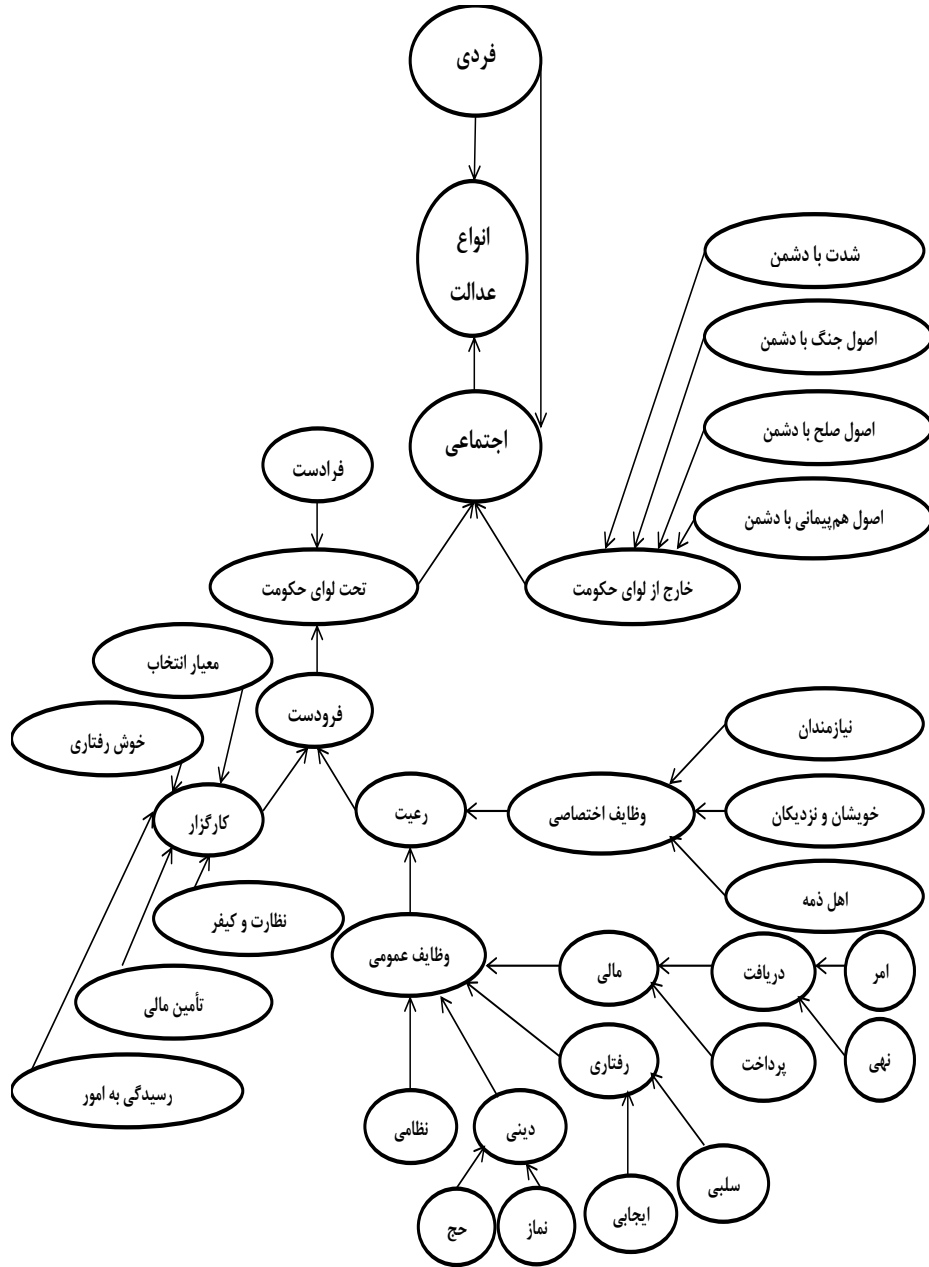 فردی
انواع
عدالت
شدت با دشمن
اصول جنگ با دشمن
اصول صلح با دشمن
اصول هم‌پیمانی با دشمن
اجتماعی
فرادست
تحت لوای حکومت
خارج از لوای حکومت
معیار انتخاب
خوش رفتاری
فرودست
نیازمندان
کارگزار
رعیت
وظایف اختصاصی
خویشان و نزدیکان
اهل ذمه
نظارت و کیفر
وظایف عمومی
مالی
دریافت
امر
تأمین مالی
رفتاری
پرداخت
نهی
رسیدگی به امور
نظامی
دینی
سلبی
ایجابی
نماز
حج